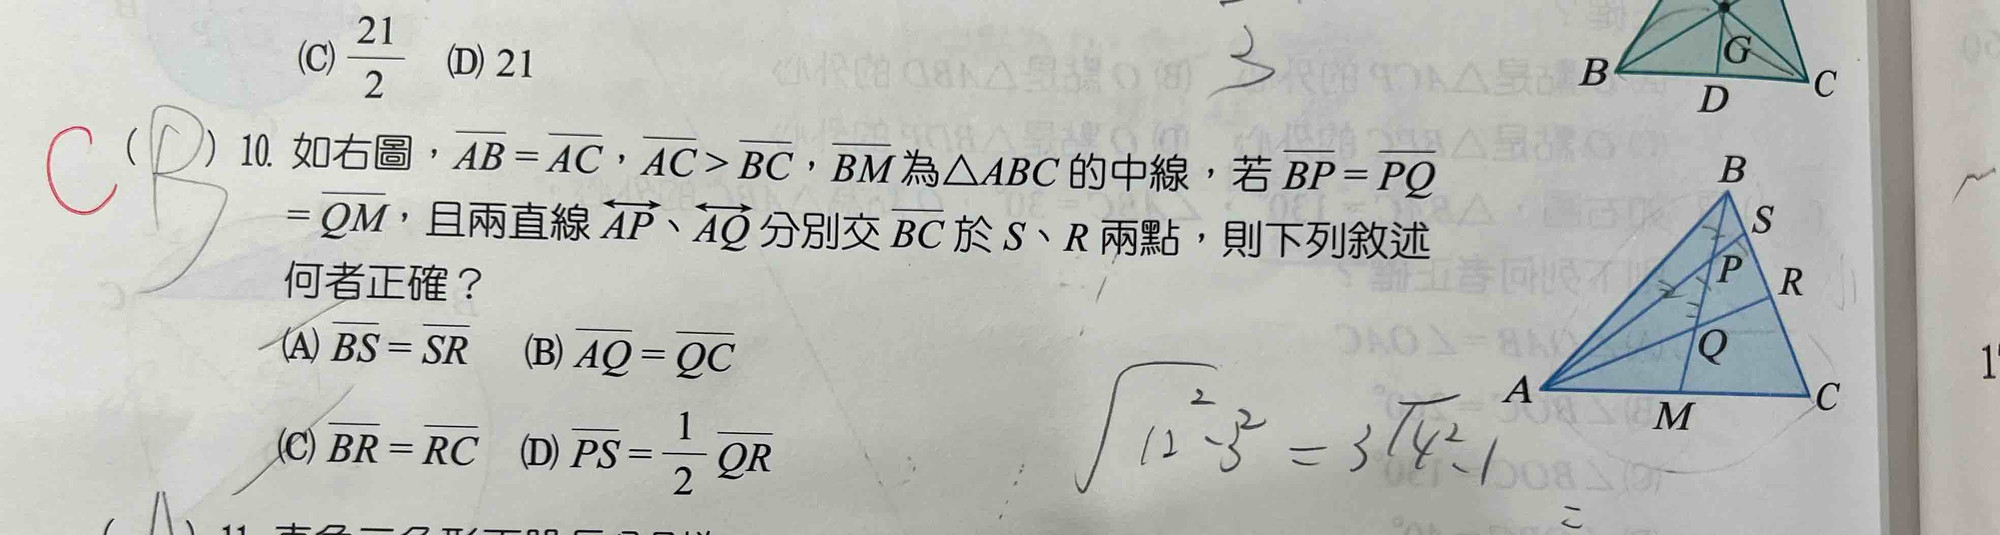 (C) 21/2 (D) 21
3
B D C G
C (B) 10. 如右圖，AB = AC，AC > BC，BM 為△ABC 的中線，若 BP = PQ
= QM，且兩直線 AP、AQ 分別交 BC 於 S、R 兩點，則下列敘述
何者正確？
(A) BS = SR (B) AQ = QC
(C) BR = RC (D) PS = 1/2 QR
B
S
P R
Q
A M C
√12²-3² = 3√4²-1
=